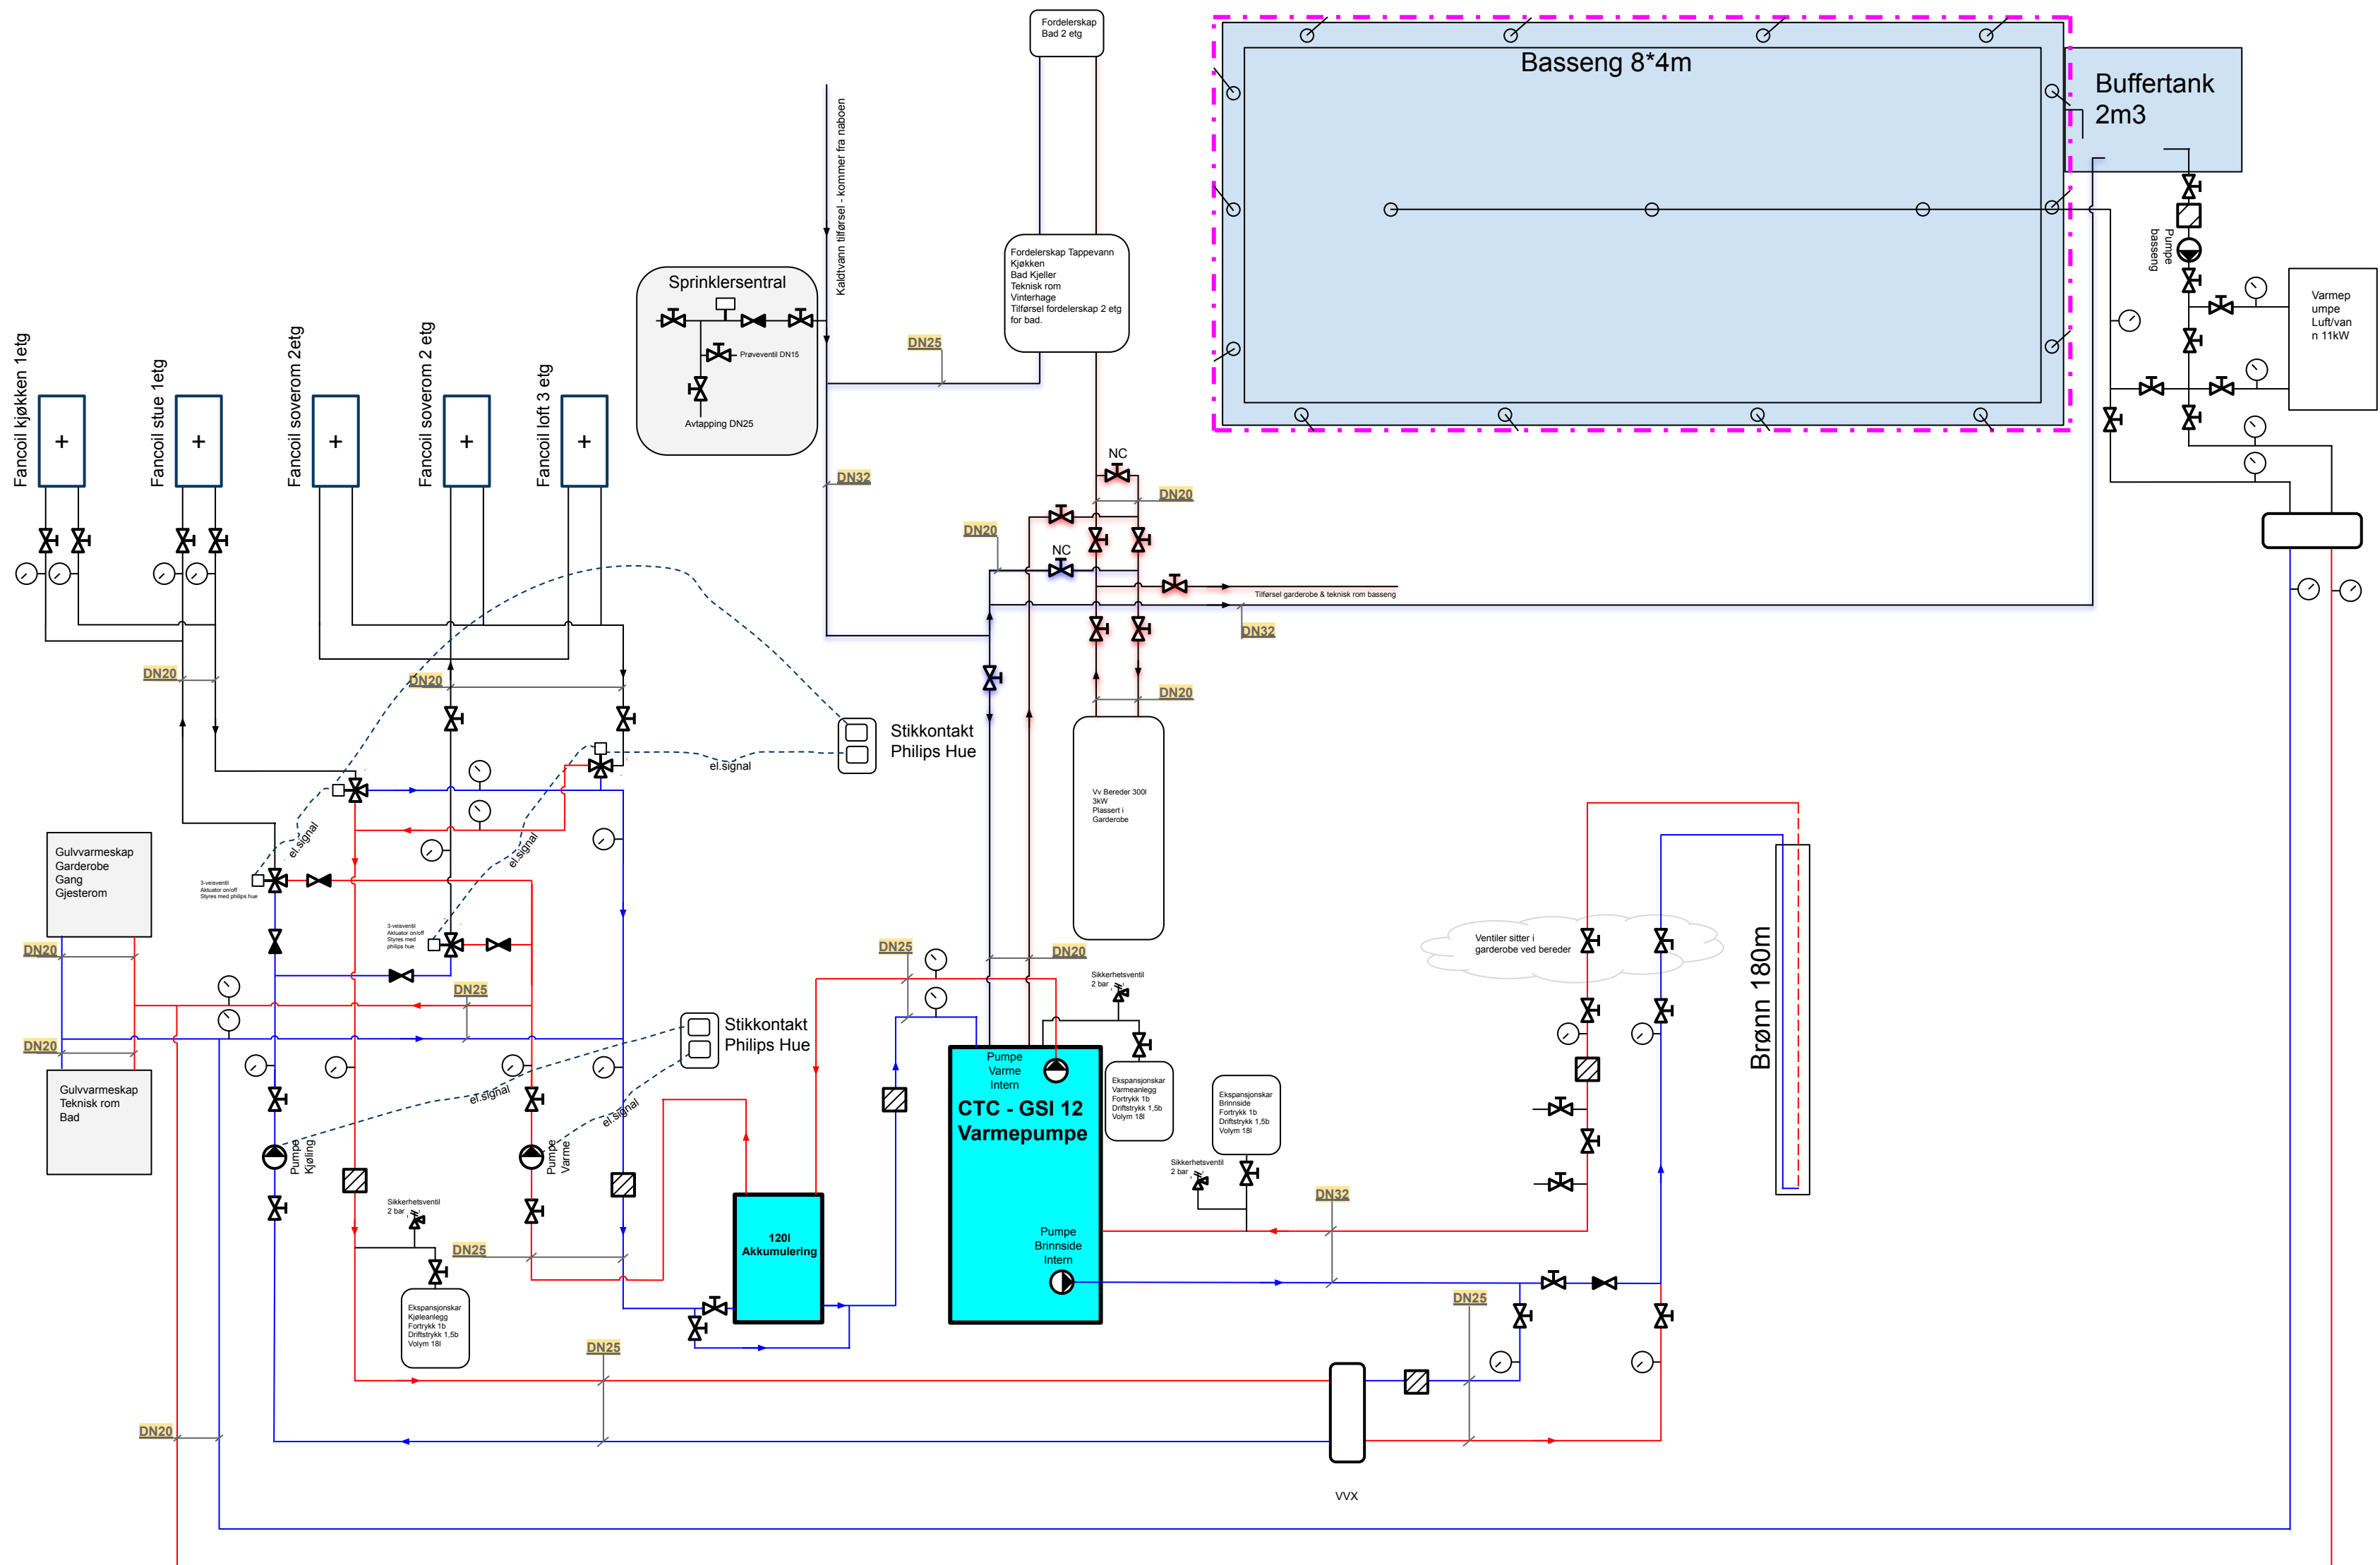 Fordelerskap
Bad 2 etg
Basseng 8*4m
Buffertank
2m3
Kaldtvann tilførsel - kommer fra naboen
Pumpe
basseng
Varmep
umpe
Luft/van
n 11kW
Fordelerskap Tappevann
Kjøkken
Bad Kjeller
Teknisk rom
Vinterhage
Tilførsel fordelerskap 2 etg
for bad.
Sprinklersentral
Prøveventil DN15
Avtapping DN25
DN25
Fancoil kjøkken 1etg
Fancoil stue 1etg
Fancoil soverom 2etg
Fancoil soverom 2 etg
Fancoil loft 3 etg
+
+
+
+
+
DN32
NC
DN20
DN20
NC
Tilførsel garderobe & teknisk rom basseng
DN32
DN20
DN20
DN20
Stikkontakt
Philips Hue
el.signal
el.signal
el.signal
Vv Bereder 300l
3kW
Plassert i
Garderobe
Gulvvarmeskap
Garderobe
Gang
Gjesterom
3-veisventil
Aktuator on/off
Styres med philips hue
3-veisventil
Aktuator on/off
Styres med
philips hue
Ventiler sitter i
garderobe ved bereder
Brønn 180m
DN20
DN25
DN20
DN25
Sikkerhetsventil
2 bar
Stikkontakt
Philips Hue
DN20
Gulvvarmeskap
Teknisk rom
Bad
el.signal
el.signal
Pumpe
Kjøling
Pumpe
Varme
Pumpe
Varme
Intern
CTC - GSI 12
Varmepumpe
Ekspansjonskar
Varmeanlegg
Fortrykk 1b
Driftstrykk 1,5b
Volym 18l
Ekspansjonskar
Brinnside
Fortrykk 1b
Driftstrykk 1,5b
Volym 18l
Sikkerhetsventil
2 bar
DN32
Sikkerhetsventil
2 bar
DN25
120l
Akkumulering
Pumpe
Brinnside
Intern
Ekspansjonskar
Kjøleanlegg
Fortrykk 1b
Driftstrykk 1,5b
Volym 18l
DN25
DN25
DN20
VVX